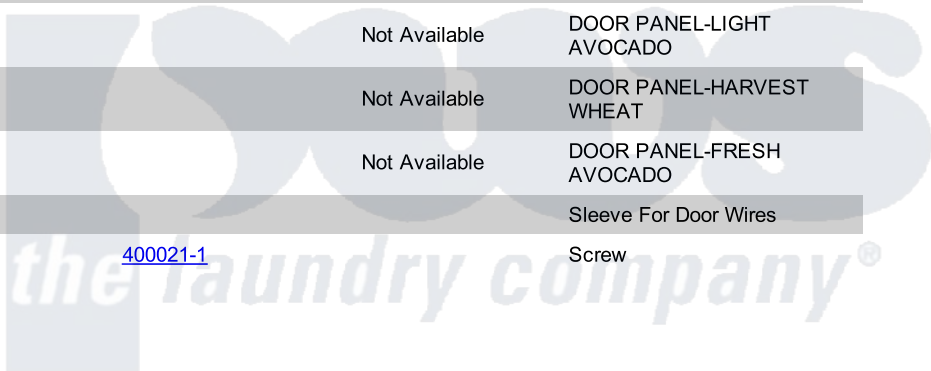 Not Available
DOOR PANEL-LIGHT
AVOCADO
Not Available
DOOR PANEL-HARVEST
WHEAT
Not Available
DOOR PANEL-FRESH
AVOCADO
Sleeve For Door Wires
400021-1
Screw
the laundry company®